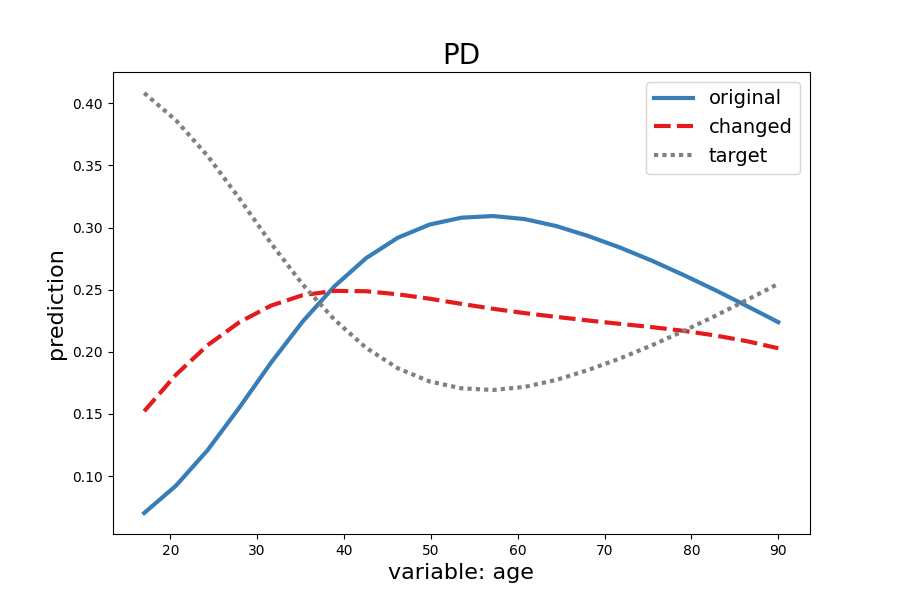 PD
original
changed
target
0.40
0.35
0.30
0.25
0.20
0.15
0.10
prediction
20 30 40 50 60 70 80 90
variable: age